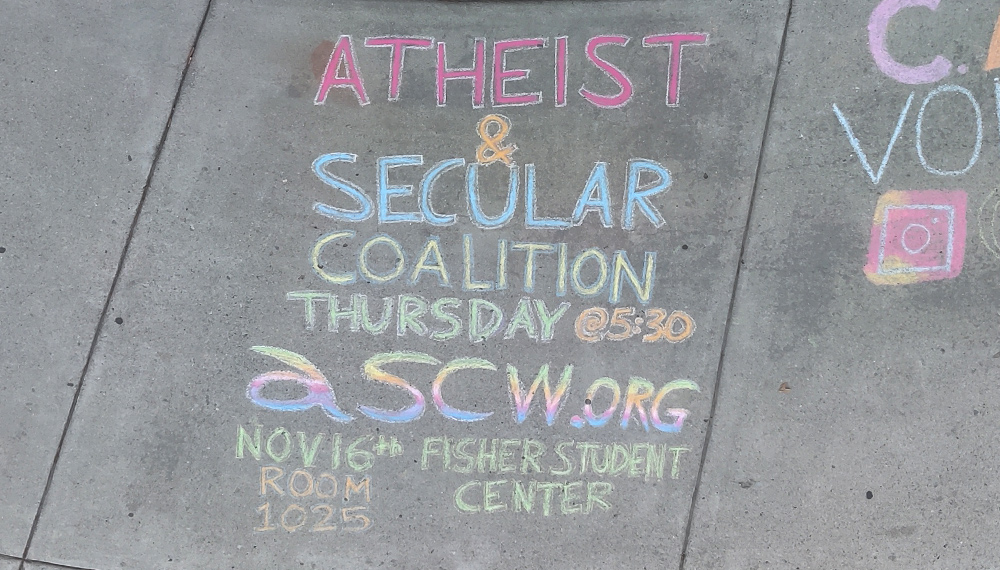 ATHEIST
&
SECULAR
COALITION
THURSDAY @5:30
ascw.ORG
NOV 16th FISHER STUDENT
ROOM CENTER
1025
C.